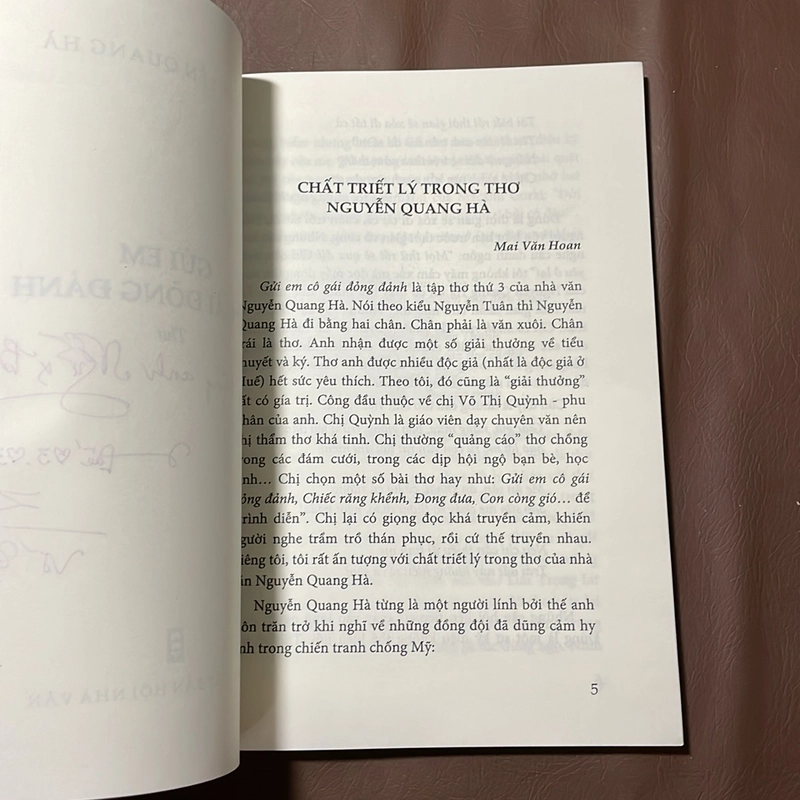 CHẤT TRIẾT LÝ TRONG THƠ
NGUYỄN QUANG HÀ
Mai Văn Hoan
Gửi em cô gái đỏng đảnh là tập thơ thứ 3 của nhà văn
Nguyễn Quang Hà. Nói theo kiểu Nguyễn Tuân thì Nguyễn
Quang Hà đi bằng hai chân. Chân phải là văn xuôi. Chân
trái là thơ. Anh nhận được một số giải thưởng về tiểu
thuyết và ký. Thơ anh được nhiều độc giả (nhất là độc giả ở
Huế) hết sức yêu thích. Theo tôi, đó cũng là “giải thưởng”
rất có gía trị. Công đầu thuộc về chị Võ Thị Quỳnh - phu
nhân của anh. Chị Quỳnh là giáo viên dạy chuyên văn nên
chị thẩm thơ khá tinh. Chị thường “quảng cáo” thơ chồng
trong các đám cưới, trong các dịp hội ngộ bạn bè, học
sinh... Chị chọn một số bài thơ hay như: Gửi em cô gái
đỏng đảnh, Chiếc răng khểnh, Đong đưa, Con còng gió... để
trình diễn”. Chị lại có giọng đọc khá truyền cảm, khiến
người nghe trầm trồ thán phục, rồi cứ thế truyền nhau.
Riêng tôi, tôi rất ấn tượng với chất triết lý trong thơ của nhà
văn Nguyễn Quang Hà.
Nguyễn Quang Hà từng là một người lính bởi thế anh
luôn trăn trở khi nghĩ về những đồng đội đã dũng cảm hy
sinh trong chiến tranh chống Mỹ:
5